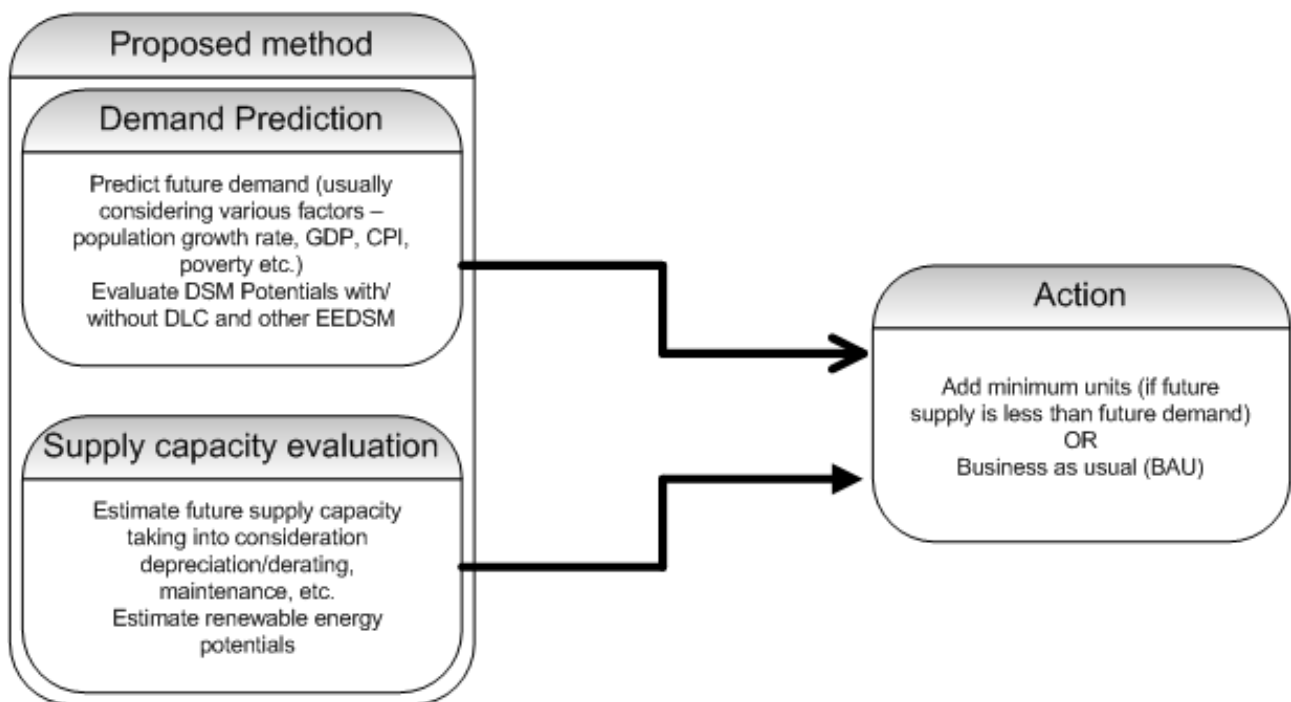 Proposed method
Demand Prediction
Predict future demand (usually
considering various factors –
population growth rate, GDP, CPI,
poverty etc.)
Evaluate DSM Potentials with/
without DLC and other EEDSM
Supply capacity evaluation
Estimate future supply capacity
taking into consideration
depreciation/derating,
maintenance, etc.
Estimate renewable energy
potentials
Action
Add minimum units (if future
supply is less than future demand)
OR
Business as usual (BAU)